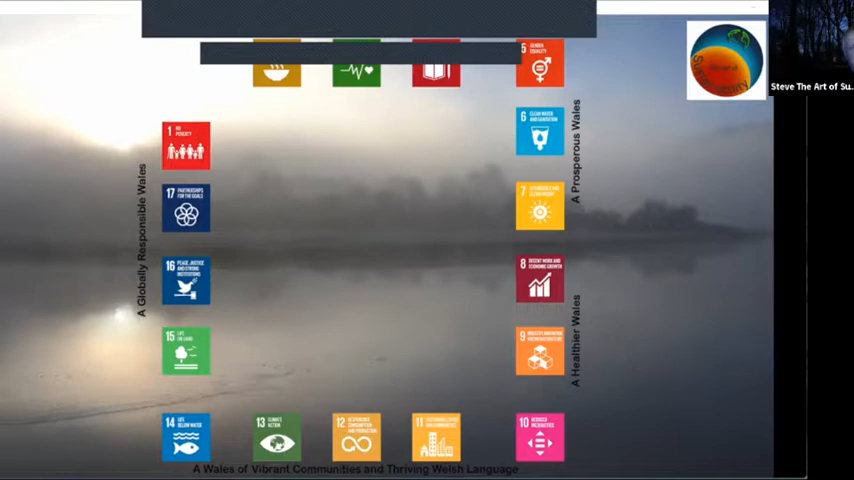 Steve The Art of Su...
5 GENDER
EQUALITY
1 NO
POVERTY
6 CLEAN WATER
AND SANITATION
17 PARTNERSHIPS
FOR THE GOALS
7 AFFORDABLE AND
CLEAN ENERGY
16 PEACE, JUSTICE
AND STRONG
INSTITUTIONS
8 DECENT WORK AND
ECONOMIC GROWTH
15 LIFE
ON LAND
9 INDUSTRY, INNOVATION
AND INFRASTRUCTURE
14 LIFE
BELOW WATER
13 CLIMATE
ACTION
12 RESPONSIBLE
CONSUMPTION
AND PRODUCTION
11 SUSTAINABLE CITIES
AND COMMUNITIES
10 REDUCED
INEQUALITIES
A Globally Responsible Wales
A Prosperous Wales
A Healthier Wales
A Wales of Vibrant Communities and Thriving Welsh Language